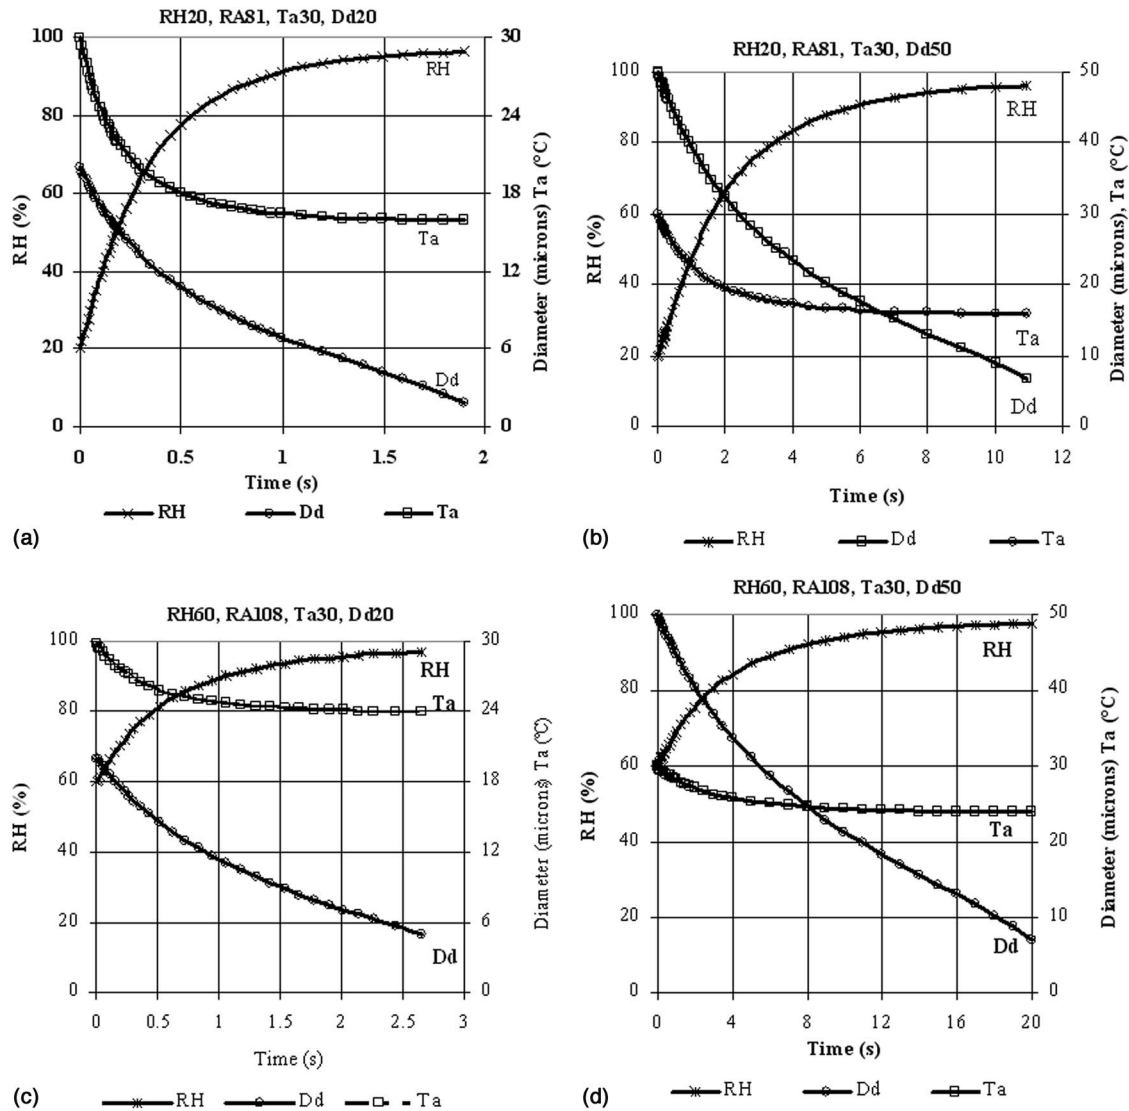 RH20, RA81, Ta30, Dd20
100
80
60
40
20
0
RH (%)
30
24
18
12
6
0
Diameter (microns) Ta (°C)
RH
Ta
Dd
0 0.5 1 1.5 2
Time (s)
RH Dd Ta
(a)
RH20, RA81, Ta30, Dd50
100
80
60
40
20
0
RH (%)
50
40
30
20
10
0
Diameter (microns), Ta (°C)
RH
Ta
Dd
0 2 4 6 8 10 12
Time (s)
RH Dd Ta
(b)
RH60, RA108, Ta30, Dd20
100
80
60
40
20
0
RH (%)
30
24
18
12
6
0
Diameter (microns) Ta (°C)
RH
Ta
Dd
0 0.5 1 1.5 2 2.5 3
Time (s)
RH Dd Ta
(c)
RH60, RA108, Ta30, Dd50
100
80
60
40
20
0
RH (%)
50
40
30
20
10
0
Diameter (microns) Ta (°C)
RH
Ta
Dd
0 4 8 12 16 20
Time (s)
RH Dd Ta
(d)